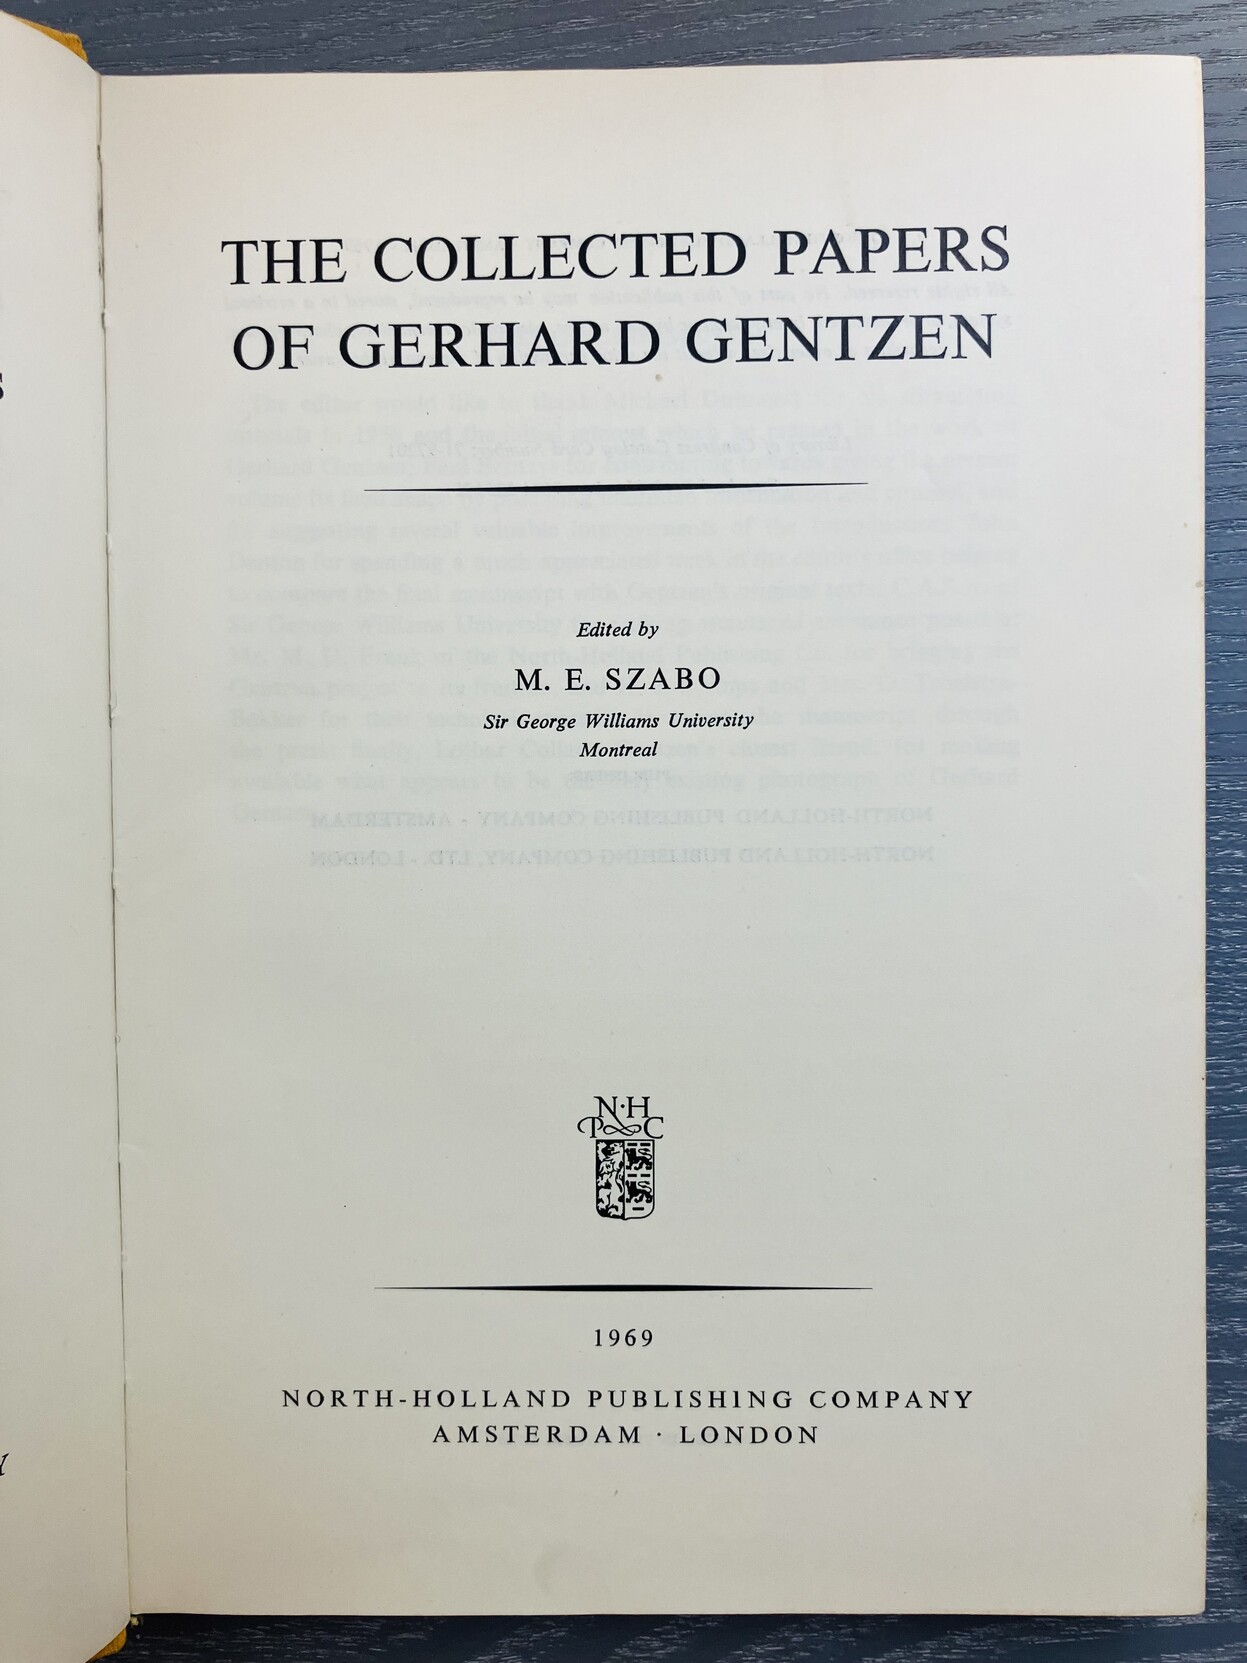 THE COLLECTED PAPERS
OF GERHARD GENTZEN
Edited by
M. E. SZABO
Sir George Williams University
Montreal
N·H
P C
1969
NORTH-HOLLAND PUBLISHING COMPANY
AMSTERDAM · LONDON